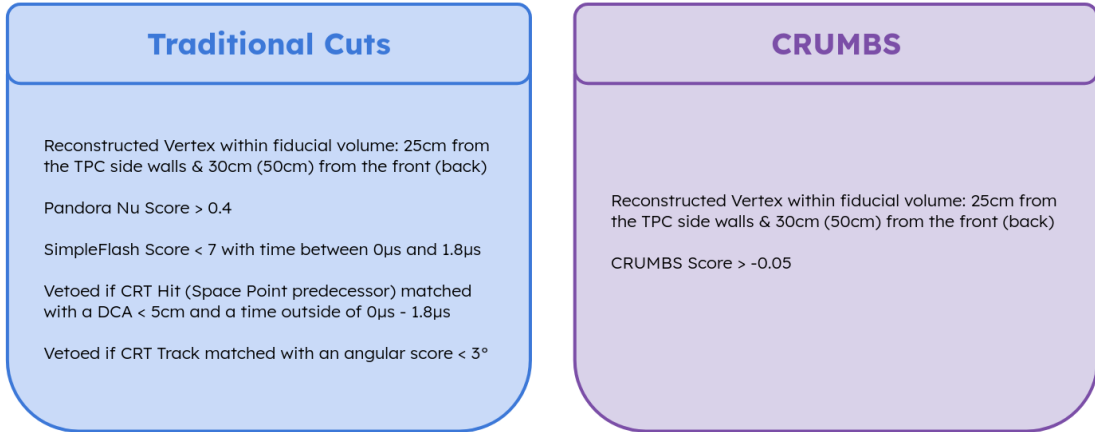 Traditional Cuts
Reconstructed Vertex within fiducial volume: 25cm from
the TPC side walls & 30cm (50cm) from the front (back)
Pandora Nu Score > 0.4
SimpleFlash Score < 7 with time between 0µs and 1.8µs
Vetoed if CRT Hit (Space Point predecessor) matched
with a DCA < 5cm and a time outside of 0µs - 1.8µs
Vetoed if CRT Track matched with an angular score < 3°
CRUMBS
Reconstructed Vertex within fiducial volume: 25cm from
the TPC side walls & 30cm (50cm) from the front (back)
CRUMBS Score > -0.05